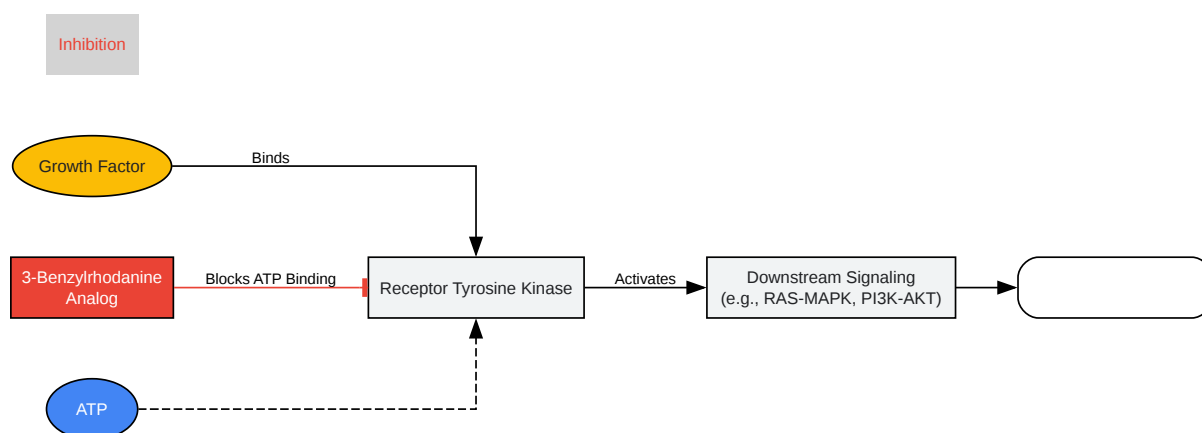 Inhibition
Growth Factor
Binds
3-Benzylrhodanine
Analog
Blocks ATP Binding
Receptor Tyrosine Kinase
Activates
Downstream Signaling
(e.g., RAS-MAPK, PI3K-AKT)
ATP